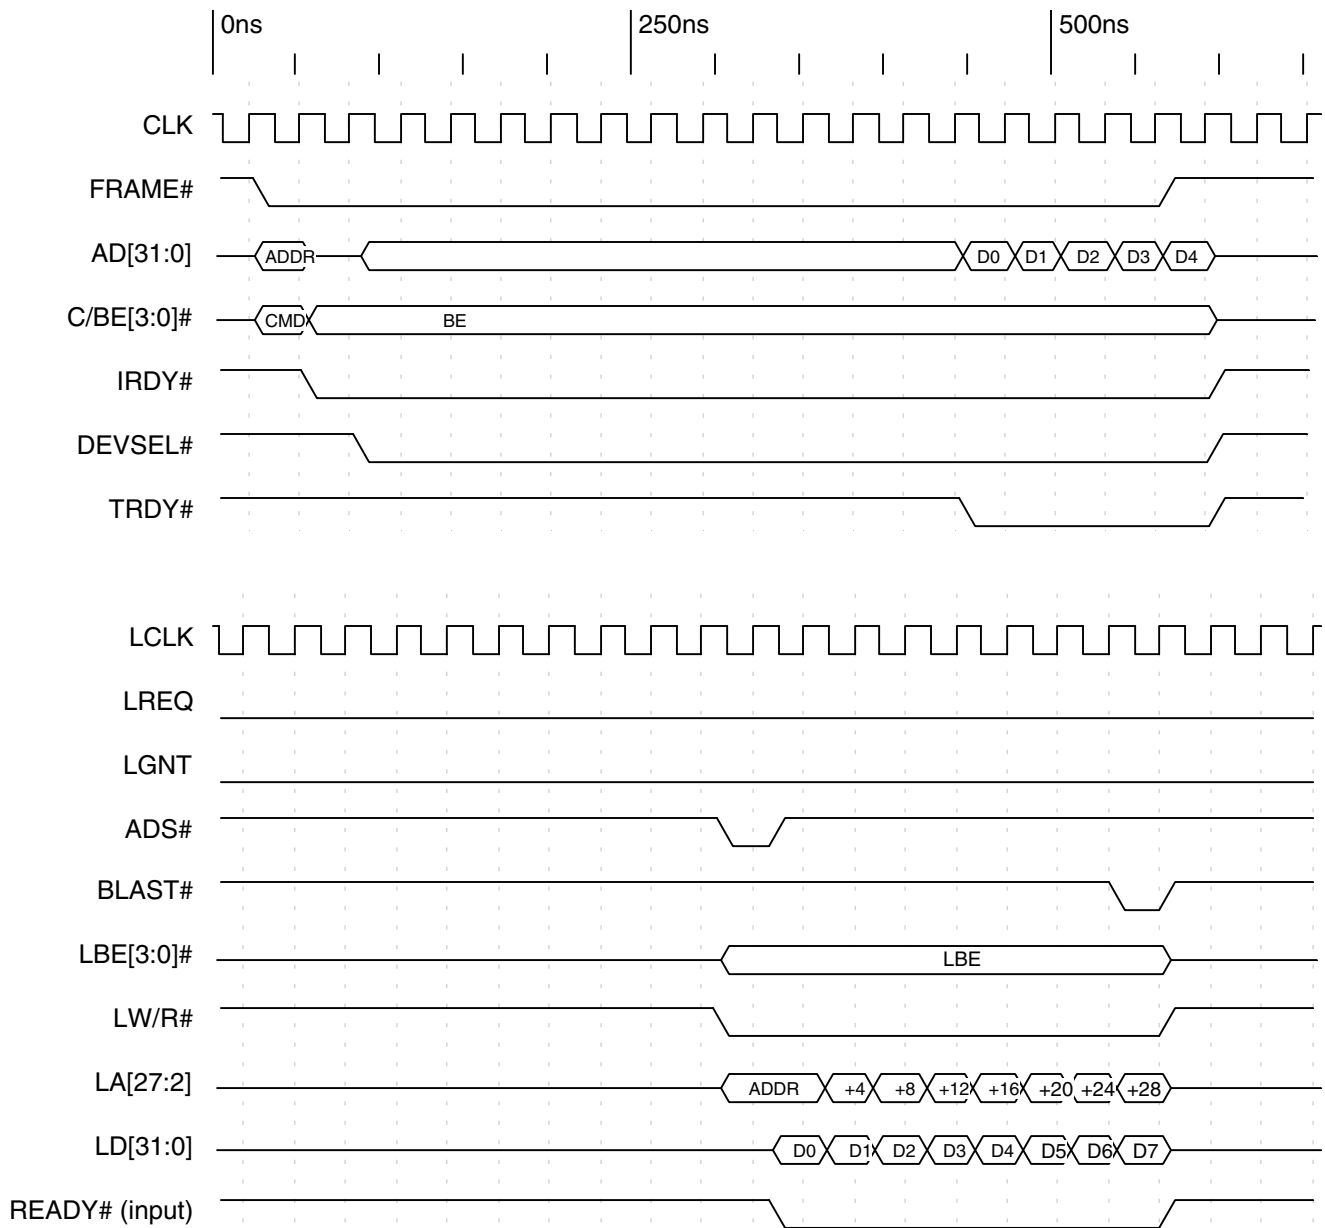 0ns 250ns 500ns
CLK
FRAME#
AD[31:0] ADDR D0 D1 D2 D3 D4
C/BE[3:0]# CMD BE
IRDY#
DEVSEL#
TRDY#
LCLK
LREQ
LGNT
ADS#
BLAST#
LBE[3:0]# LBE
LW/R#
LA[27:2] ADDR +4 +8 +12 +16 +20 +24 +28
LD[31:0] D0 D1 D2 D3 D4 D5 D6 D7
READY# (input)